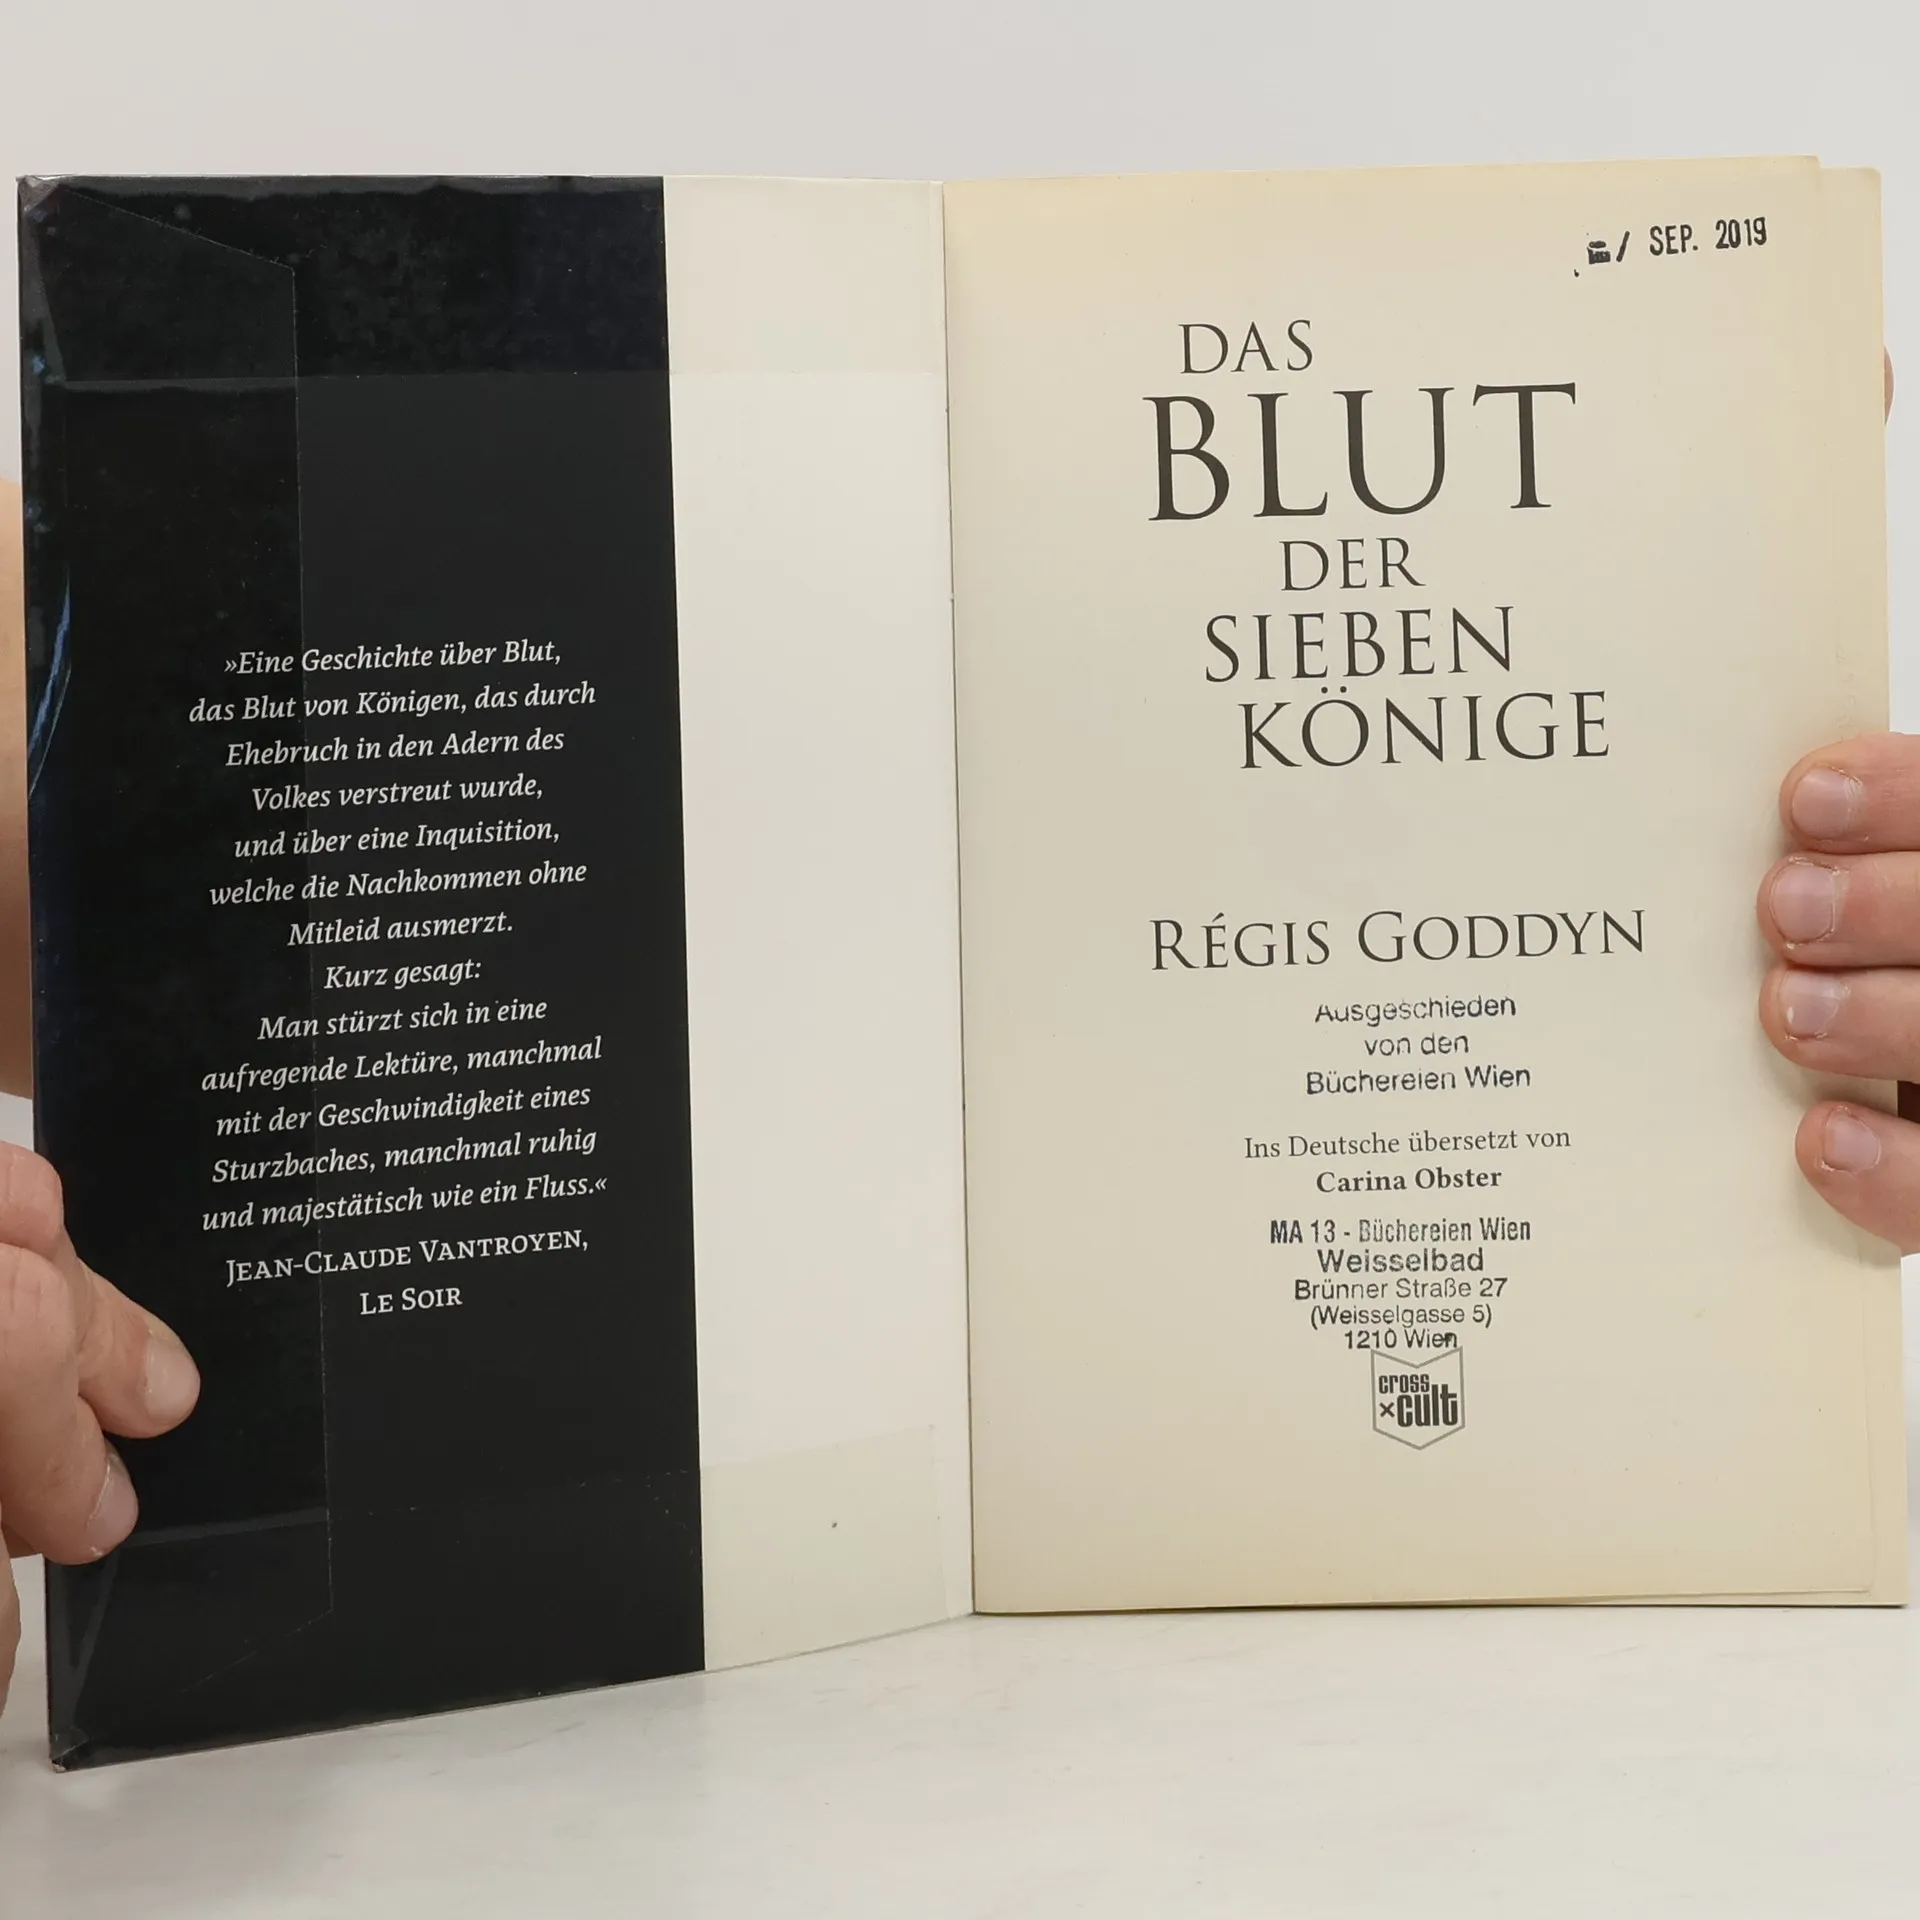 »Eine Geschichte über Blut,
das Blut von Königen, das durch
Ehebruch in den Adern des
Volkes verstreut wurde,
und über eine Inquisition,
welche die Nachkommen ohne
Mitleid ausmerzt.
Kurz gesagt:
Man stürzt sich in eine
aufregende Lektüre, manchmal
mit der Geschwindigkeit eines
Sturzbaches, manchmal ruhig
und majestätisch wie ein Fluss.«
JEAN-CLAUDE VANTROYEN,
LE SOIR
SEP. 2019
DAS
BLUT
DER
SIEBEN
KÖNIGE
RÉGIS GODDYN
Ausgeschieden
von den
Büchereien Wien
Ins Deutsche übersetzt von
Carina Obster
MA 13 - Büchereien Wien
Weisselbad
Brünner Straße 27
(Weisselgasse 5)
1210 Wien
cross
×cult